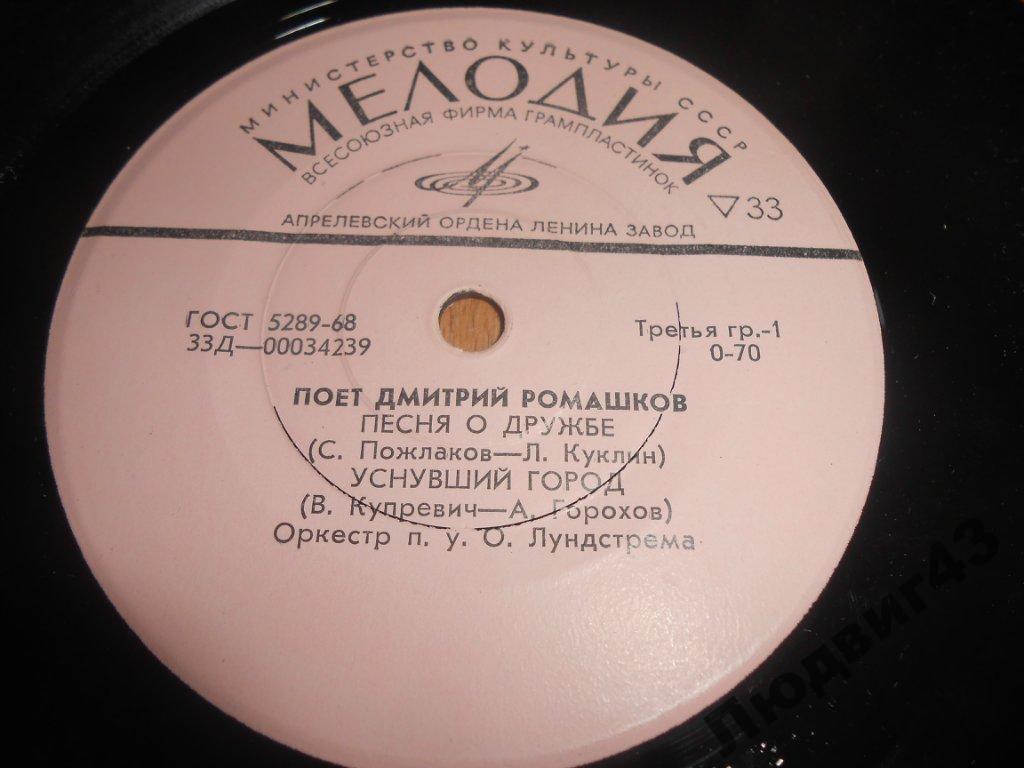 МИНИСТЕРСТВО КУЛЬТУРЫ СССР
МЕЛОДИЯ
ВСЕСОЮЗНАЯ ФИРМА ГРАМПЛАСТИНОК
▽33
АПРЕЛЕВСКИЙ ОРДЕНА ЛЕНИНА ЗАВОД
ГОСТ 5289-68
33Д—00034239
Третья гр.-1
0-70
ПОЕТ ДМИТРИЙ РОМАШКОВ
ПЕСНЯ О ДРУЖБЕ
(С. Пожлаков—Л. Куклин)
УСНУВШИЙ ГОРОД
(В. Купревич—А. Горохов)
Оркестр п. у. О. Лундстрема
Людвиг43